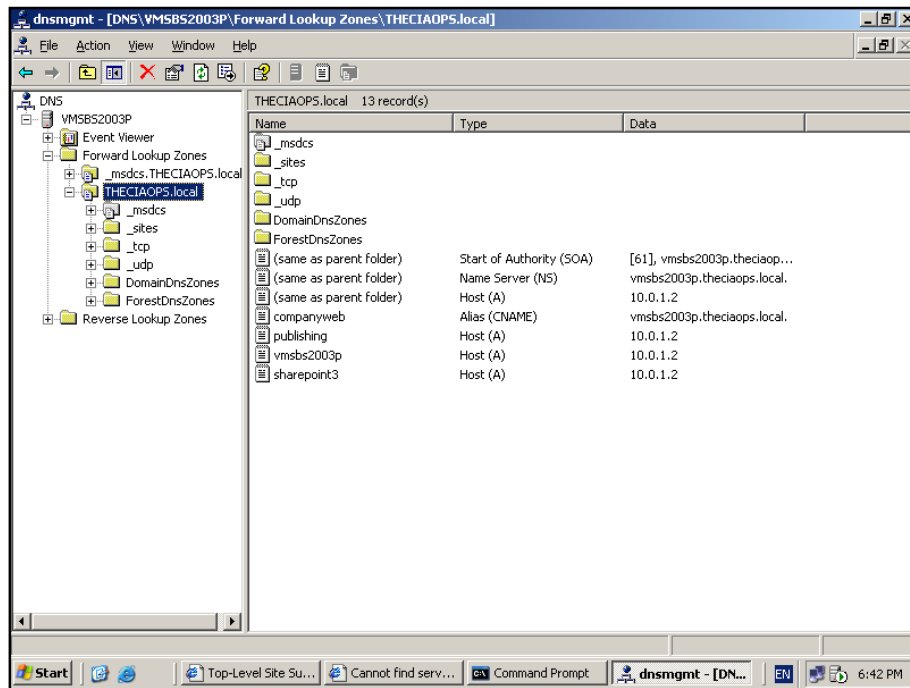 dnsmgmt - [DNS\VMSBS2003P\Forward Lookup Zones\THECIAOPS.local]
File Action View Window Help
DNS
VMSBS2003P
Event Viewer
Forward Lookup Zones
_msdcs.THECIAOPS.local
THECIAOPS.local
_msdcs
_sites
_tcp
_udp
DomainDnsZones
ForestDnsZones
Reverse Lookup Zones
THECIAOPS.local 13 record(s)
Name Type Data
_msdcs
_sites
_tcp
_udp
DomainDnsZones
ForestDnsZones
(same as parent folder) Start of Authority (SOA) [61], vmsbs2003p.theciaop...
(same as parent folder) Name Server (NS) vmsbs2003p.theciaops.local.
(same as parent folder) Host (A) 10.0.1.2
companyweb Alias (CNAME) vmsbs2003p.theciaops.local.
publishing Host (A) 10.0.1.2
vmsbs2003p Host (A) 10.0.1.2
sharepoint3 Host (A) 10.0.1.2
Start Top-Level Site Su... Cannot find serv... Command Prompt dnsmgmt - [DN... EN 6:42 PM